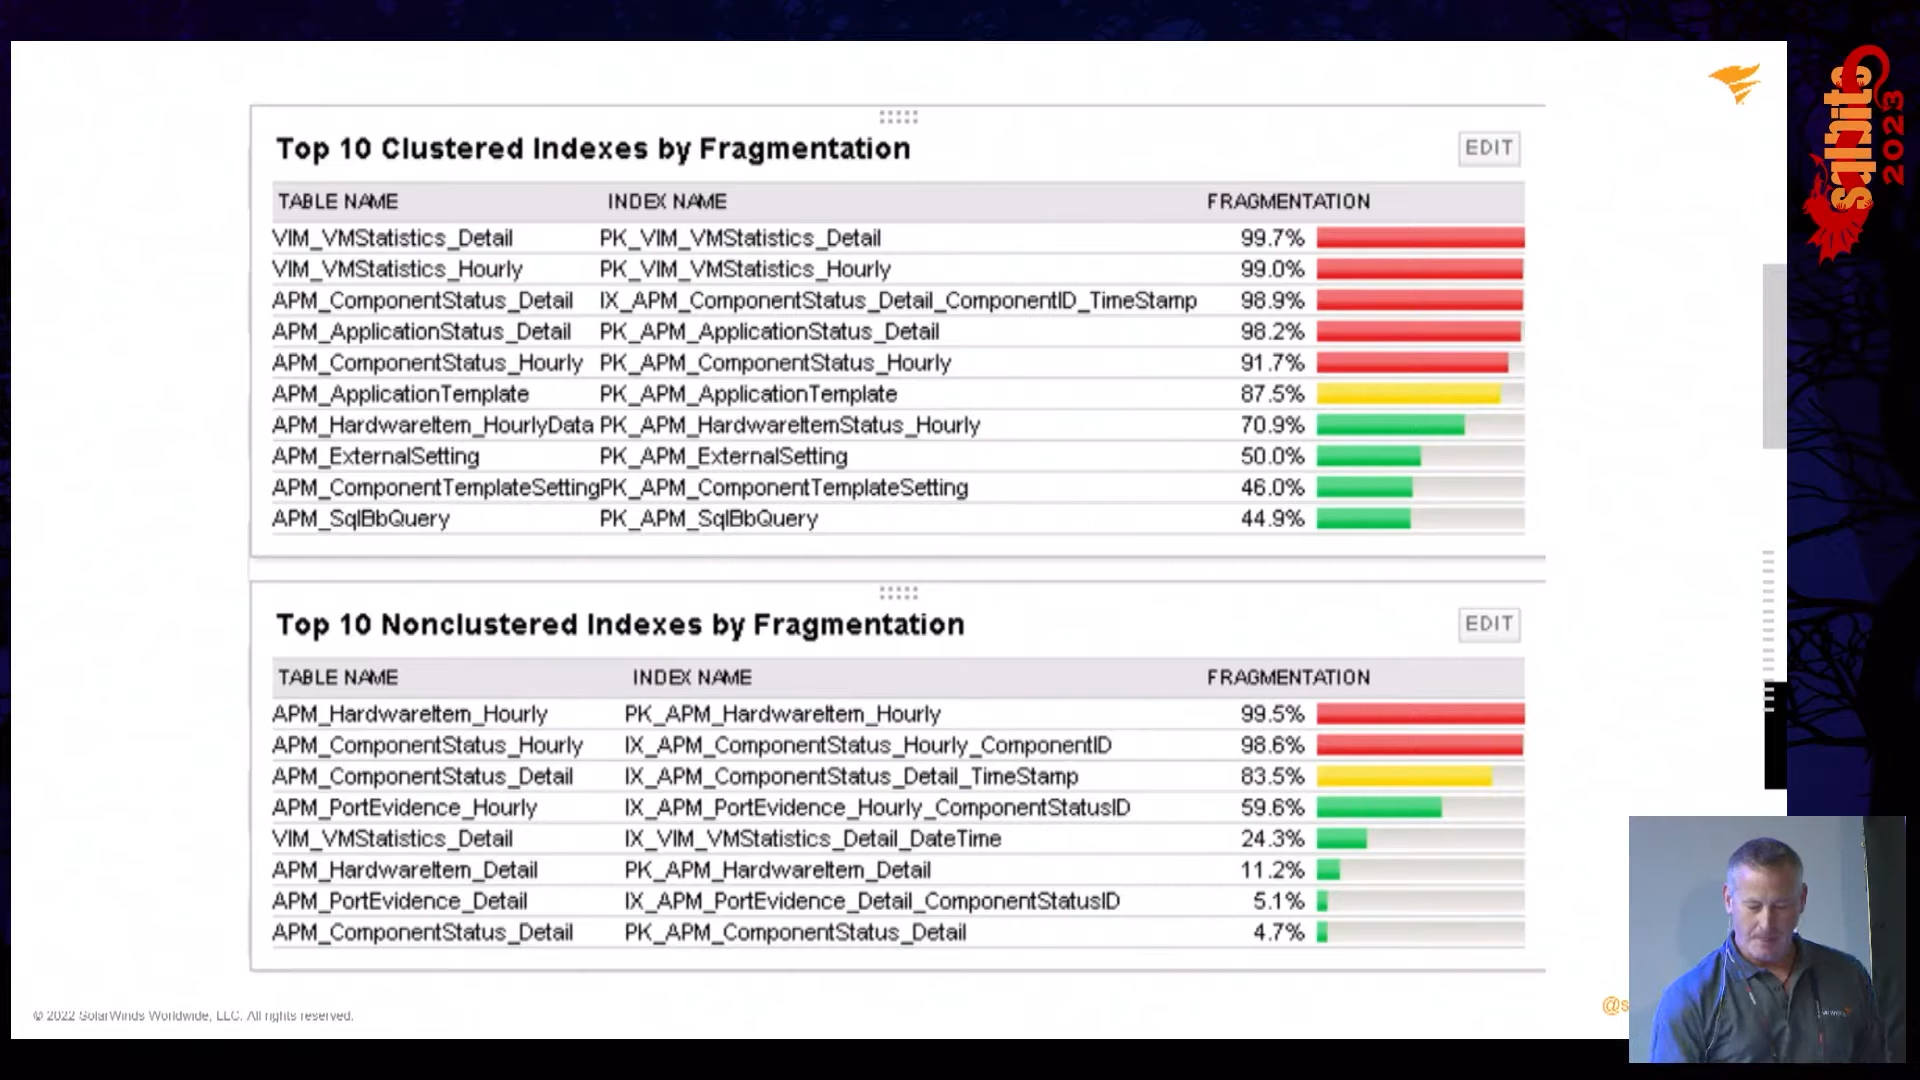 sqlbits
2023
Top 10 Clustered Indexes by Fragmentation
EDIT
TABLE NAME INDEX NAME FRAGMENTATION
VIM_VMStatistics_Detail PK_VIM_VMStatistics_Detail 99.7%
VIM_VMStatistics_Hourly PK_VIM_VMStatistics_Hourly 99.0%
APM_ComponentStatus_Detail IX_APM_ComponentStatus_Detail_ComponentID_TimeStamp 98.9%
APM_ApplicationStatus_Detail PK_APM_ApplicationStatus_Detail 98.2%
APM_ComponentStatus_Hourly PK_APM_ComponentStatus_Hourly 91.7%
APM_ApplicationTemplate PK_APM_ApplicationTemplate 87.5%
APM_HardwareItem_HourlyData PK_APM_HardwareItemStatus_Hourly 70.9%
APM_ExternalSetting PK_APM_ExternalSetting 50.0%
APM_ComponentTemplateSetting PK_APM_ComponentTemplateSetting 46.0%
APM_SqlBbQuery PK_APM_SqlBbQuery 44.9%
Top 10 Nonclustered Indexes by Fragmentation
EDIT
TABLE NAME INDEX NAME FRAGMENTATION
APM_HardwareItem_Hourly PK_APM_HardwareItem_Hourly 99.5%
APM_ComponentStatus_Hourly IX_APM_ComponentStatus_Hourly_ComponentID 98.6%
APM_ComponentStatus_Detail IX_APM_ComponentStatus_Detail_TimeStamp 83.5%
APM_PortEvidence_Hourly IX_APM_PortEvidence_Hourly_ComponentStatusID 59.6%
VIM_VMStatistics_Detail IX_VIM_VMStatistics_Detail_DateTime 24.3%
APM_HardwareItem_Detail PK_APM_HardwareItem_Detail 11.2%
APM_PortEvidence_Detail IX_APM_PortEvidence_Detail_ComponentStatusID 5.1%
APM_ComponentStatus_Detail PK_APM_ComponentStatus_Detail 4.7%
© 2022 SolarWinds Worldwide, LLC. All rights reserved.
@s